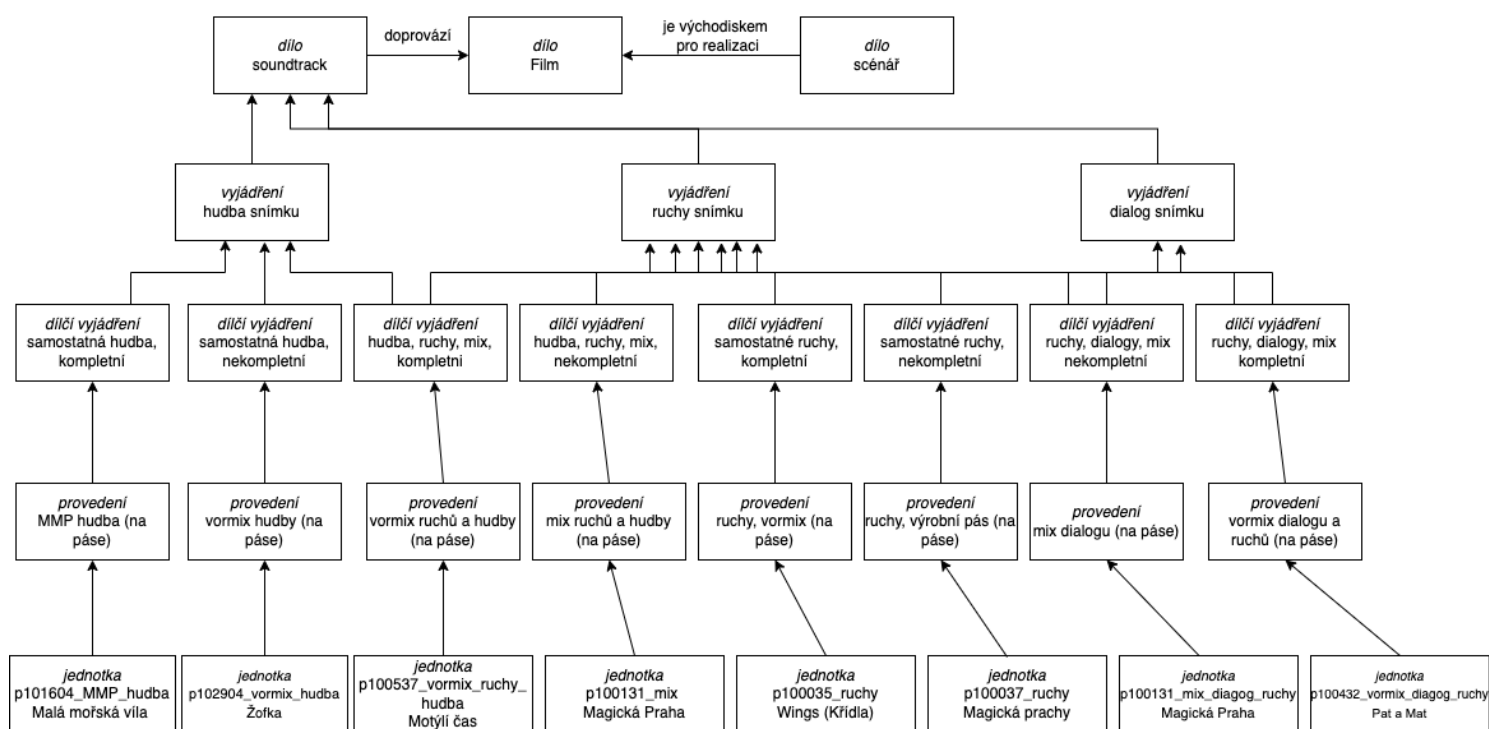 dílo
soundtrack
doprovází
dílo
Film
je východiskem
pro realizaci
dílo
scénář
vyjádření
hudba snímku
vyjádření
ruchy snímku
vyjádření
dialog snímku
dílčí vyjádření
samostatná hudba,
kompletní
dílčí vyjádření
samostatná hudba,
nekompletní
dílčí vyjádření
hudba, ruchy, mix,
kompletní
dílčí vyjádření
hudba, ruchy, mix,
nekompletní
dílčí vyjádření
samostatné ruchy,
kompletní
dílčí vyjádření
samostatné ruchy,
nekompletní
dílčí vyjádření
ruchy, dialogy, mix
nekompletní
dílčí vyjádření
ruchy, dialogy, mix
kompletní
provedení
MMP hudba (na
páse)
provedení
vormix hudby (na
páse)
provedení
vormix ruchů a hudby
(na páse)
provedení
mix ruchů a hudby
(na páse)
provedení
ruchy, vormix (na
páse)
provedení
ruchy, výrobní pás (na
páse)
provedení
mix dialogu (na páse)
provedení
vormix dialogu a
ruchů (na páse)
jednotka
p101604_MMP_hudba
Malá mořská víla
jednotka
p102904_vormix_hudba
Žofka
jednotka
p100537_vormix_ruchy_
hudba
Motýlí čas
jednotka
p100131_mix
Magická Praha
jednotka
p100035_ruchy
Wings (Křídla)
jednotka
p100037_ruchy
Magická prachy
jednotka
p100131_mix_diagog_ruchy
Magická Praha
jednotka
p100432_vormix_diagog_ruchy
Pat a Mat